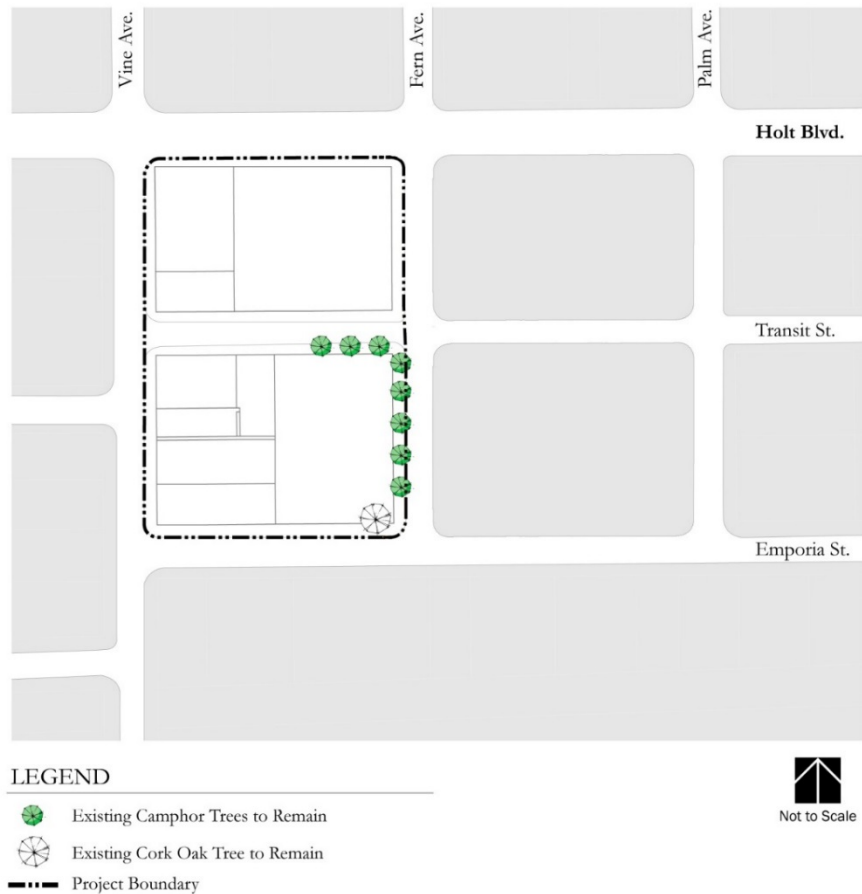 Vine Ave.
Fern Ave.
Palm Ave.
Holt Blvd.
Transit St.
Emporia St.
LEGEND
Existing Camphor Trees to Remain
Existing Cork Oak Tree to Remain
Project Boundary
Not to Scale